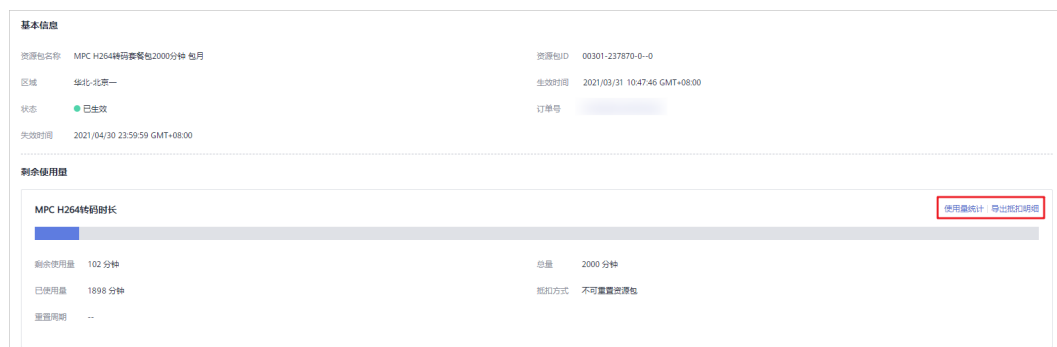 基本信息
资源包名称 MPC H264转码套餐包2000分钟 包月 资源包ID 00301-237870-0--0
区域 华北-北京一 生效时间 2021/03/31 10:47:46 GMT+08:00
状态 已生效 订单号
失效时间 2021/04/30 23:59:59 GMT+08:00
剩余使用量
MPC H264转码时长 使用量统计 | 导出抵扣明细
剩余使用量 102 分钟 总量 2000 分钟
已使用量 1898 分钟 抵扣方式 不可重置资源包
重置周期 --